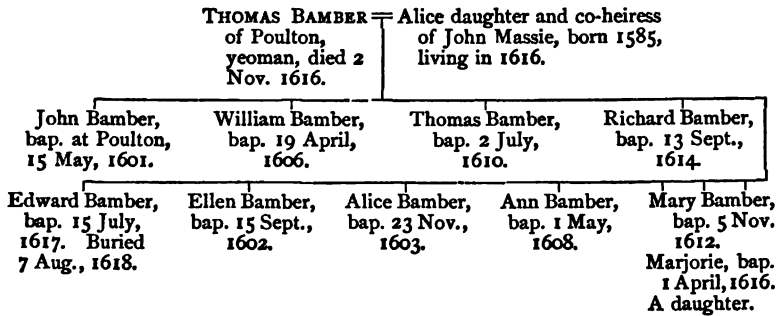 THOMAS BAMBER = Alice daughter and co-heiress
of Poulton, of John Massie, born 1585,
yeoman, died 2 living in 1616.
Nov. 1616.
John Bamber, William Bamber, Thomas Bamber Richard Bamber,
bap. at Poulton, bap. 19 April, bap. 2 July, bap. 13 Sept.,
15 May, 1601. 1606. 1610. 1614.
Edward Bamber, Ellen Bamber, Alice Bamber, Ann Bamber, Mary Bamber,
bap. 15 July, bap. 15 Sept., bap. 23 Nov., bap. 1 May, bap. 5 Nov.
1617. Buried 1602. 1603. 1608. 1612.
7 Aug., 1618. Marjorie, bap.
1 April, 1616.
A daughter.